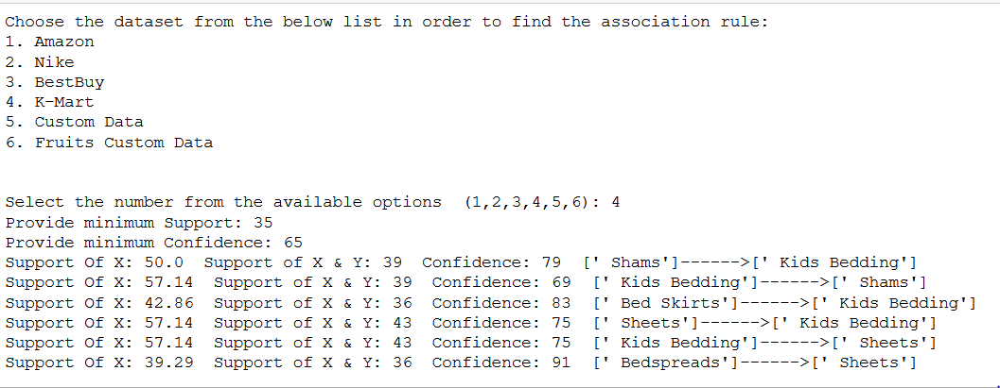 Choose the dataset from the below list in order to find the association rule:
1. Amazon
2. Nike
3. BestBuy
4. K-Mart
5. Custom Data
6. Fruits Custom Data
Select the number from the available options  (1,2,3,4,5,6): 4
Provide minimum Support: 35
Provide minimum Confidence: 65
Support Of X: 50.0  Support of X & Y: 39  Confidence: 79  [' Shams']------>[' Kids Bedding']
Support Of X: 57.14  Support of X & Y: 39  Confidence: 69  [' Kids Bedding']------>[' Shams']
Support Of X: 42.86  Support of X & Y: 36  Confidence: 83  [' Bed Skirts']------>[' Kids Bedding']
Support Of X: 57.14  Support of X & Y: 43  Confidence: 75  [' Sheets']------>[' Kids Bedding']
Support Of X: 57.14  Support of X & Y: 43  Confidence: 75  [' Kids Bedding']------>[' Sheets']
Support Of X: 39.29  Support of X & Y: 36  Confidence: 91  [' Bedspreads']------>[' Sheets']